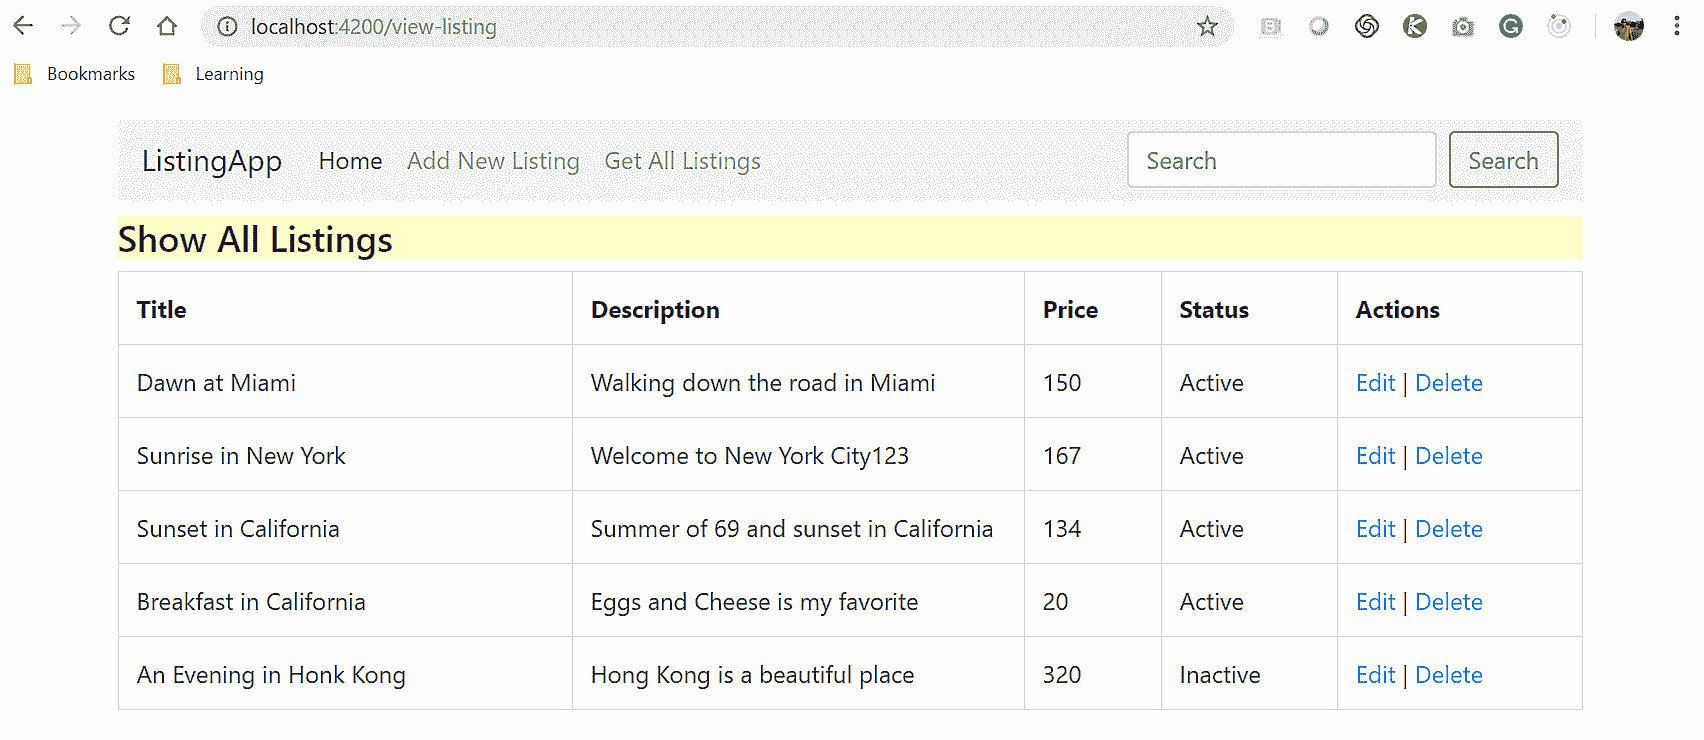 localhost:4200/view-listing
Bookmarks Learning
ListingApp Home Add New Listing Get All Listings Search Search
Show All Listings
Title Description Price Status Actions
Dawn at Miami Walking down the road in Miami 150 Active Edit | Delete
Sunrise in New York Welcome to New York City123 167 Active Edit | Delete
Sunset in California Summer of 69 and sunset in California 134 Active Edit | Delete
Breakfast in California Eggs and Cheese is my favorite 20 Active Edit | Delete
An Evening in Honk Kong Hong Kong is a beautiful place 320 Inactive Edit | Delete